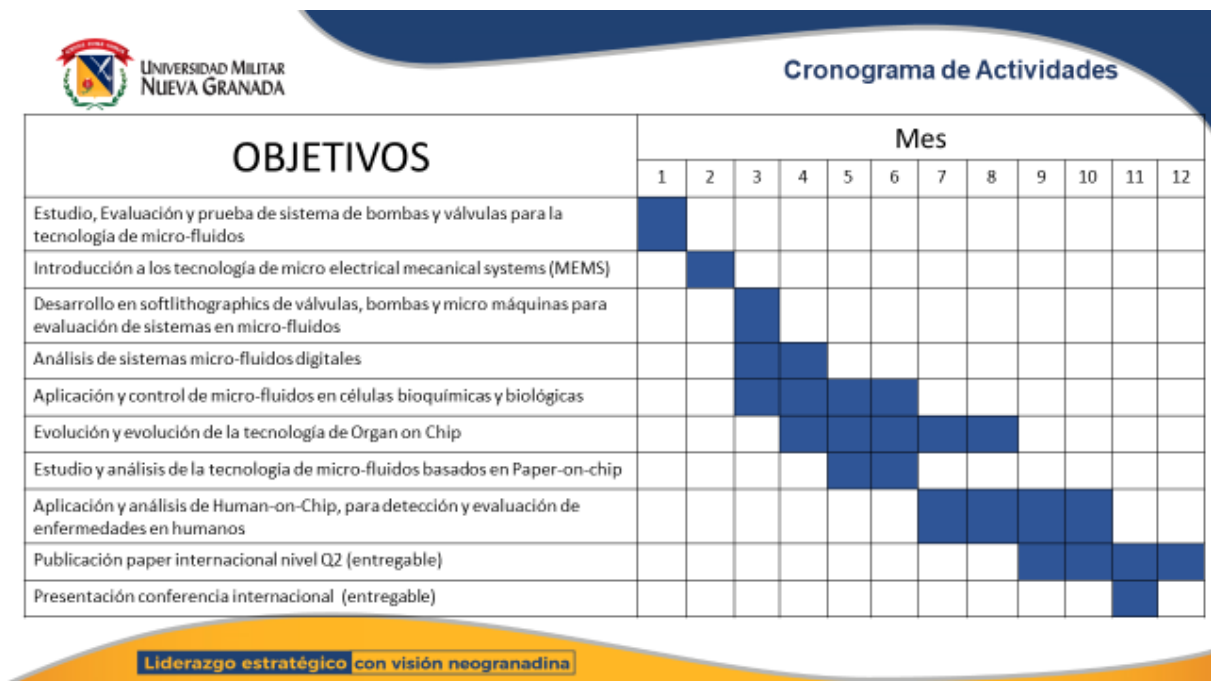 UNIVERSIDAD MILITAR
NUEVA GRANADA
Cronograma de Actividades
OBJETIVOS
Mes
1 2 3 4 5 6 7 8 9 10 11 12
Estudio, Evaluación y prueba de sistema de bombas y válvulas para la
tecnología de micro-fluidos
Introducción a los tecnología de micro electrical mecanical systems (MEMS)
Desarrollo en softlithographics de válvulas, bombas y micro máquinas para
evaluación de sistemas en micro-fluidos
Análisis de sistemas micro-fluidos digitales
Aplicación y control de micro-fluidos en células bioquímicas y biológicas
Evolución y evolución de la tecnología de Organ on Chip
Estudio y análisis de la tecnología de micro-fluidos basados en Paper-on-chip
Aplicación y análisis de Human-on-Chip, para detección y evaluación de
enfermedades en humanos
Publicación paper internacional nivel Q2 (entregable)
Presentación conferencia internacional (entregable)
Liderazgo estratégico con visión neogranadina